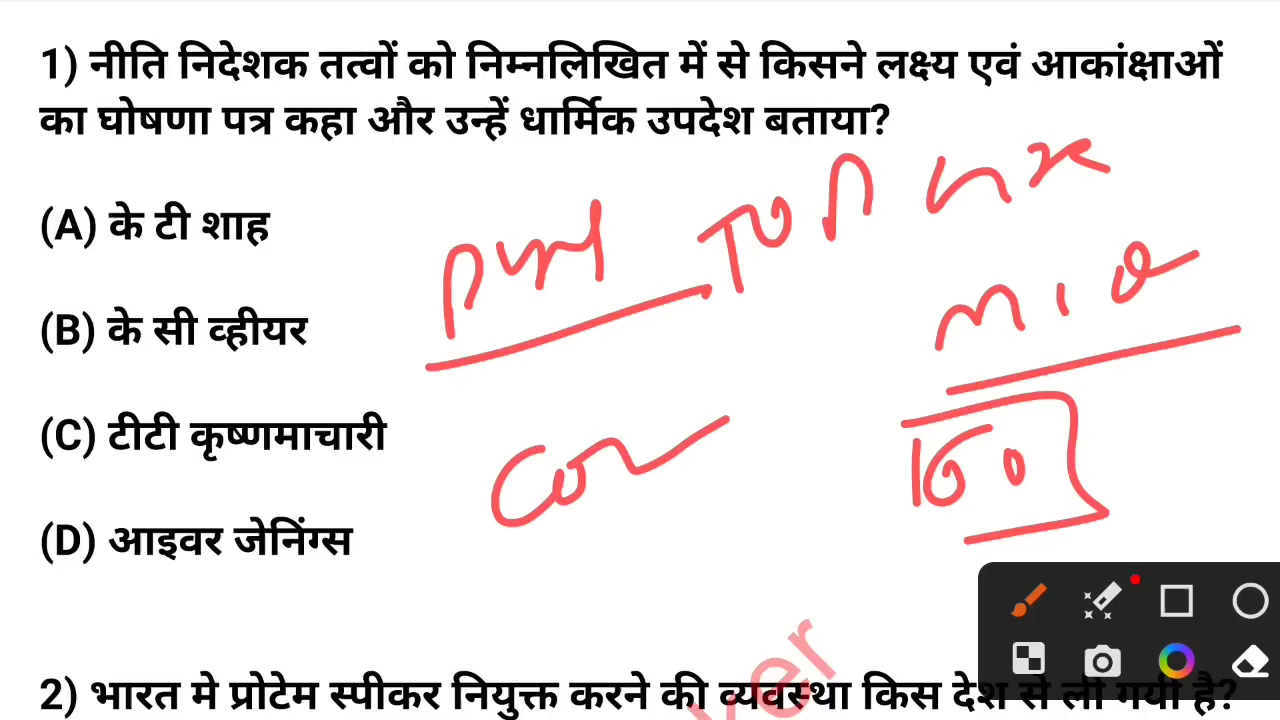 1) नीति निदेशक तत्वों को निम्नलिखित में से किसने लक्ष्य एवं आकांक्षाओं
का घोषणा पत्र कहा और उन्हें धार्मिक उपदेश बताया?
(A) के टी शाह
(B) के सी व्हीयर
(C) टीटी कृष्णमाचारी
(D) आइवर जेनिंग्स
150
2) भारत मे प्रोटेम स्पीकर नियुक्त करने की व्यवस्था किस देश से ली गयी है?